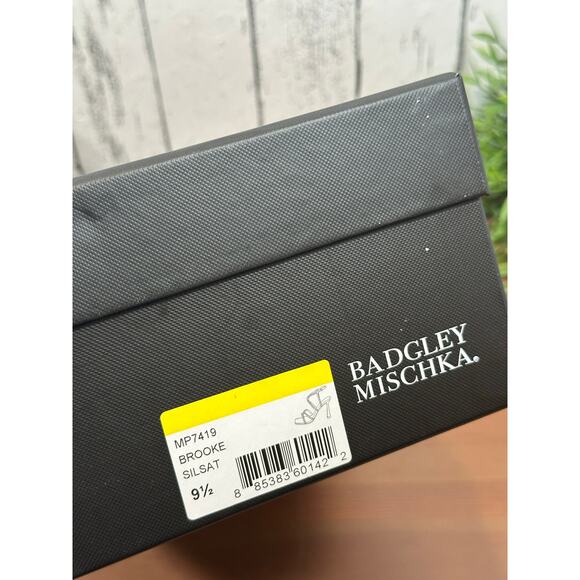 BADGLEY
MISCHKA.
MP7419
BROOKE
SILSAT
9½
8 85383 60142 2